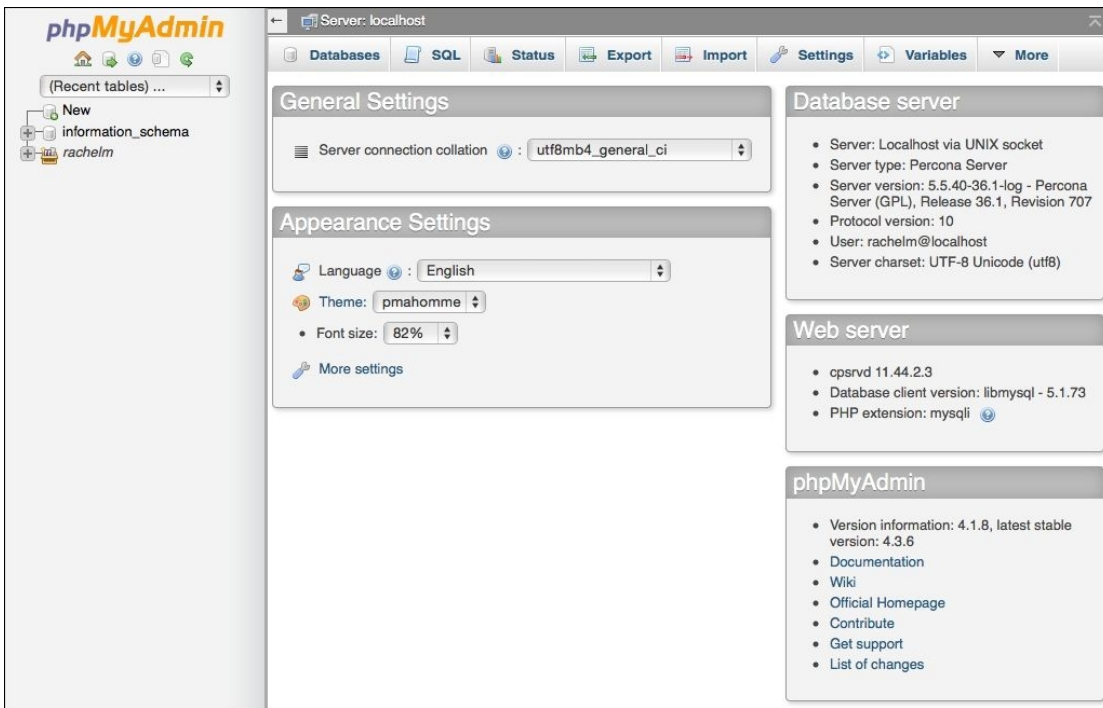 phpMyAdmin
(Recent tables) ...
New
information_schema
rachelm
Server: localhost
Databases
SQL
Status
Export
Import
Settings
Variables
More
General Settings
Server connection collation : utf8mb4_general_ci
Appearance Settings
Language : English
Theme: pmahomme
Font size: 82%
More settings
Database server
Server: Localhost via UNIX socket
Server type: Percona Server
Server version: 5.5.40-36.1-log - Percona
Server (GPL), Release 36.1, Revision 707
Protocol version: 10
User: rachelm@localhost
Server charset: UTF-8 Unicode (utf8)
Web server
cpsrvd 11.44.2.3
Database client version: libmysql - 5.1.73
PHP extension: mysqli
phpMyAdmin
Version information: 4.1.8, latest stable
version: 4.3.6
Documentation
Wiki
Official Homepage
Contribute
Get support
List of changes